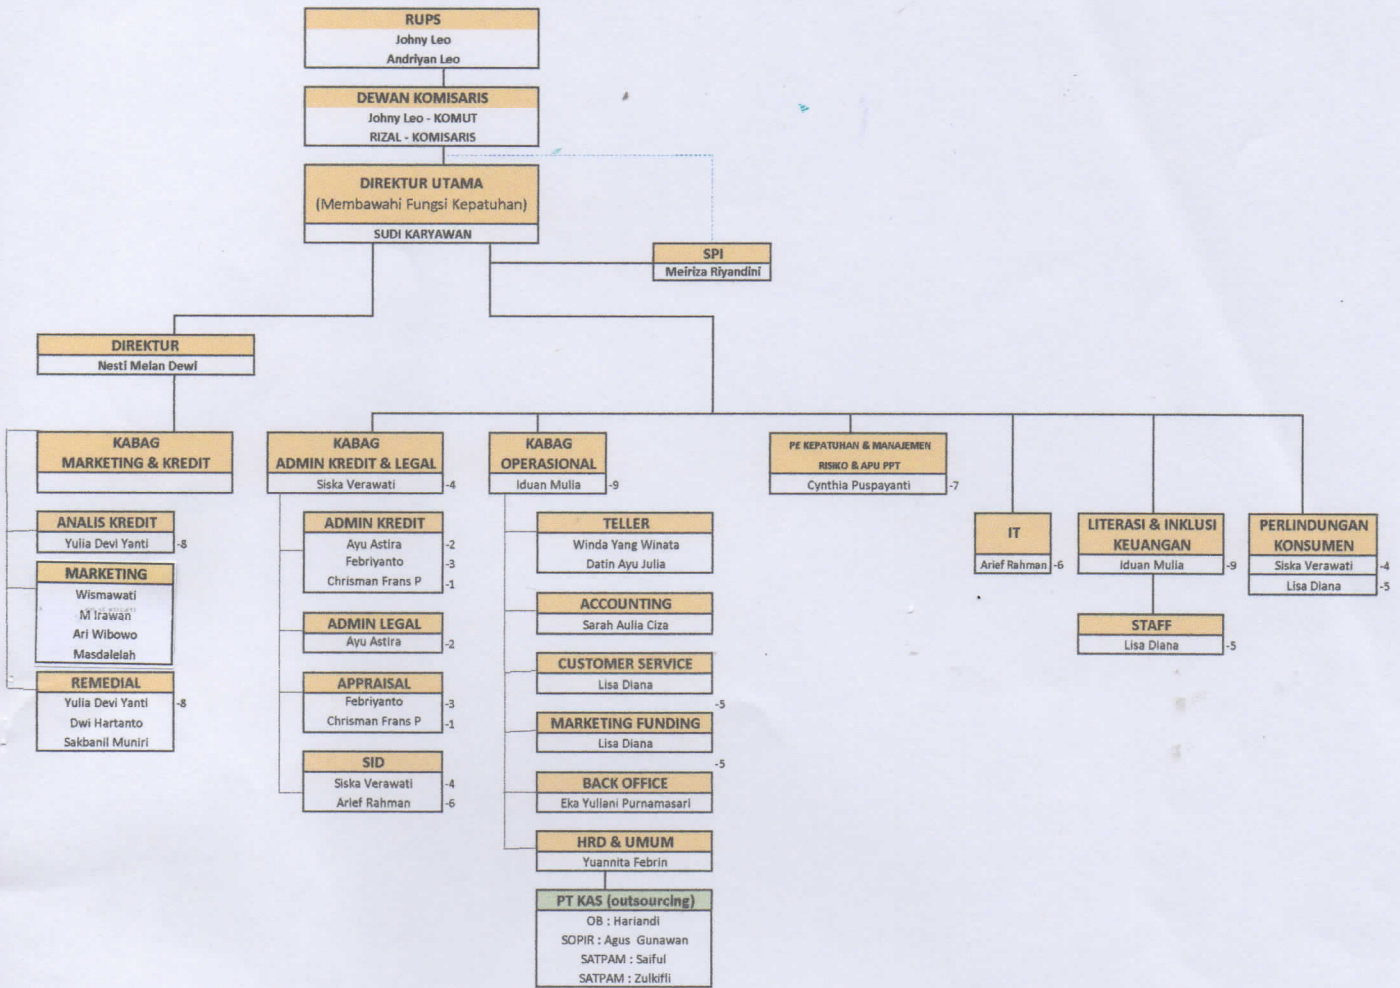 RUPS
Johny Leo
Andriyan Leo
DEWAN KOMISARIS
Johny Leo - KOMUT
RIZAL - KOMISARIS
DIREKTUR UTAMA
(Membawahi Fungsi Kepatuhan)
SUDI KARYAWAN
SPI
Meiriza Riyandini
DIREKTUR
Nesti Melan Dewi
KABAG
MARKETING & KREDIT
ANALIS KREDIT
Yulia Devi Yanti -8
MARKETING
Wismawati
M Irawan
Ari Wibowo
Masdalelah
REMEDIAL
Yulia Devi Yanti -8
Dwi Hartanto
Sakbanil Muniri
KABAG
ADMIN KREDIT & LEGAL
Siska Verawati -4
ADMIN KREDIT
Ayu Astira -2
Febriyanto -3
Chrisman Frans P -1
ADMIN LEGAL
Ayu Astira -2
APPRAISAL
Febriyanto -3
Chrisman Frans P -1
SID
Siska Verawati -4
Arief Rahman -6
KABAG
OPERASIONAL
Iduan Mulia -9
TELLER
Winda Yang Winata
Datin Ayu Julia
ACCOUNTING
Sarah Aulia Ciza
CUSTOMER SERVICE
Lisa Diana
-5
MARKETING FUNDING
Lisa Diana
-5
BACK OFFICE
Eka Yuliani Purnamasari
HRD & UMUM
Yuannita Febrin
PT KAS (outsourcing)
OB : Hariandi
SOPIR : Agus Gunawan
SATPAM : Saiful
SATPAM : Zulkifli
PE KEPATUHAN & MANAJEMEN
RISIKO & APU PPT
Cynthia Puspayanti -7
IT
Arief Rahman -6
LITERASI & INKLUSI
KEUANGAN
Iduan Mulia -9
STAFF
Lisa Diana -5
PERLINDUNGAN
KONSUMEN
Siska Verawati -4
Lisa Diana -5